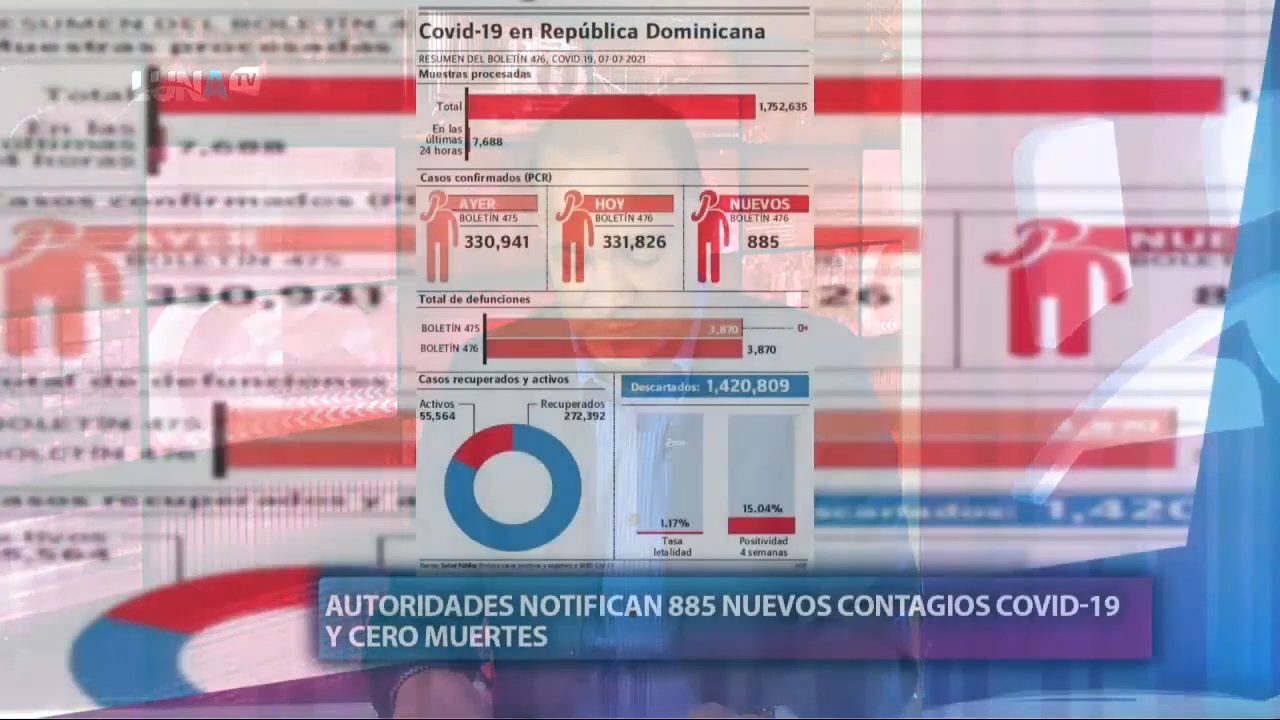 LUNA TV
Covid-19 en República Dominicana
RESUMEN DEL BOLETÍN 476, COVID 19, 07-07-2021
Muestras procesadas
Total
1,752,635
En las
últimas
24 horas
7,688
Casos confirmados (PCR)
AYER
BOLETÍN 475
330,941
HOY
BOLETÍN 476
331,826
NUEVOS
BOLETÍN 476
885
Total de defunciones
BOLETÍN 475
3,870
0+
BOLETÍN 476
3,870
Casos recuperados y activos
Activos
55,564
Recuperados
272,392
Descartados: 1,420,809
1.17%
Tasa
letalidad
15.04%
Positividad
4 semanas
AUTORIDADES NOTIFICAN 885 NUEVOS CONTAGIOS COVID-19
Y CERO MUERTES